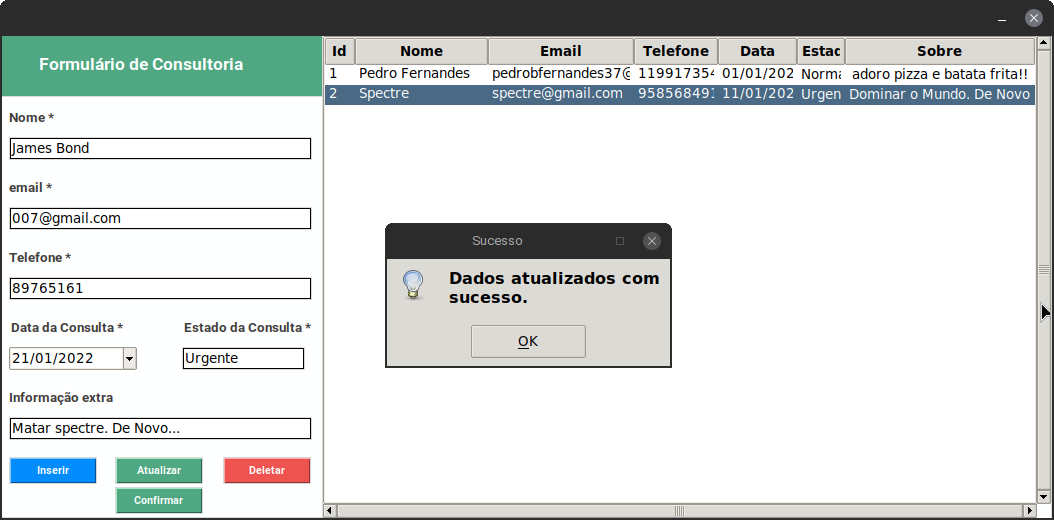 Formulário de Consultoria
Nome *
James Bond
email *
007@gmail.com
Telefone *
89765161
Data da Consulta * Estado da Consulta *
21/01/2022 Urgente
Informação extra
Matar spectre. De Novo...
Inserir Atualizar Deletar
Confirmar
Id Nome Email Telefone Data Estad Sobre
1 Pedro Fernandes pedrobfernandes37@ 119917354 01/01/202 Norma adoro pizza e batata frita!!
2 Spectre spectre@gmail.com 958568491 11/01/202 Urgen Dominar o Mundo. De Novo
Sucesso
Dados atualizados com
sucesso.
OK